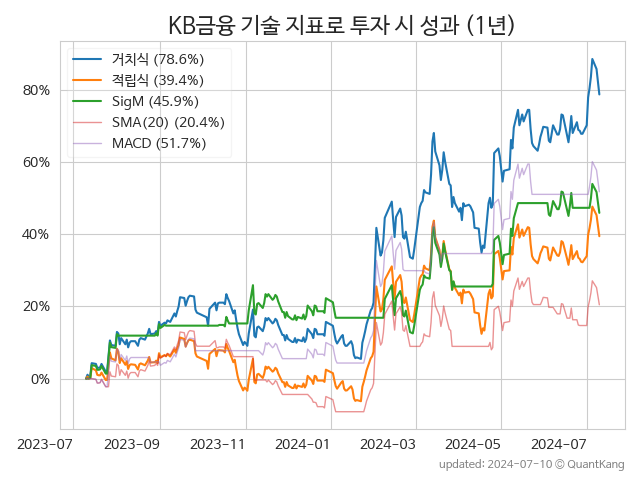 KB금융 기술 지표로 투자 시 성과 (1년)
거치식 (78.6%)
적립식 (39.4%)
SigM (45.9%)
SMA(20) (20.4%)
MACD (51.7%)
80%
60%
40%
20%
0%
2023-07 2023-09 2023-11 2024-01 2024-03 2024-05 2024-07
updated: 2024-07-10 © QuantKang